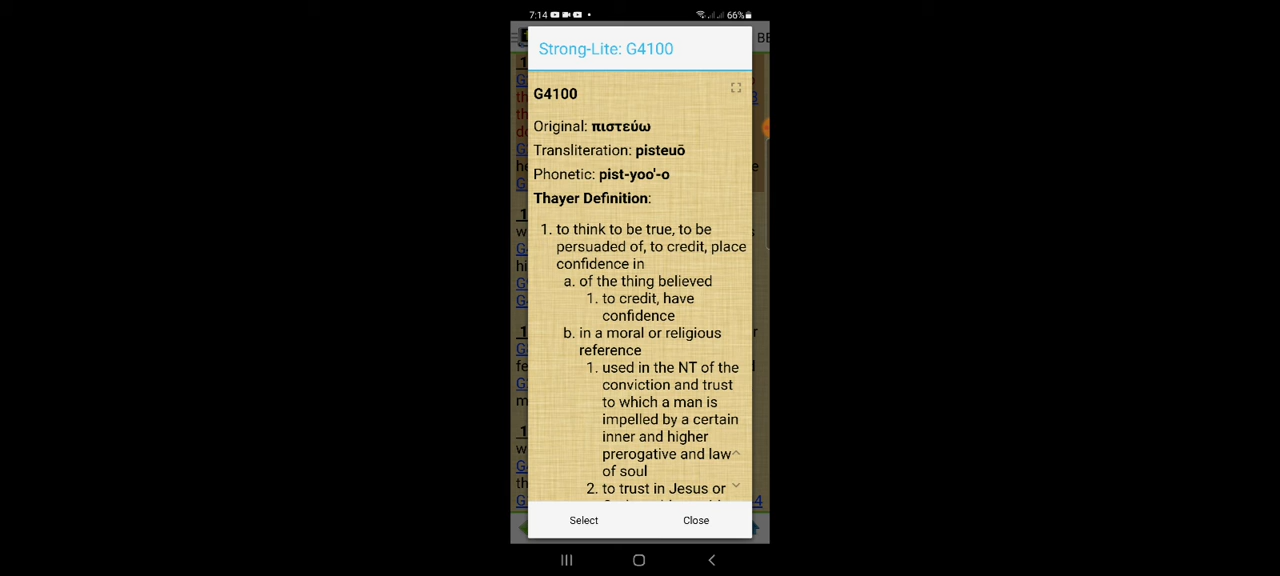 7:14
66%
BE
Strong-Lite: G4100
G4100
Original: πιστεύω
Transliteration: pisteuō
Phonetic: pist-yoo'-o
Thayer Definition:
1. to think to be true, to be
persuaded of, to credit, place
confidence in
a. of the thing believed
1. to credit, have
confidence
b. in a moral or religious
reference
1. used in the NT of the
conviction and trust
to which a man is
impelled by a certain
inner and higher
prerogative and law
of soul
2. to trust in Jesus or
Select
Close